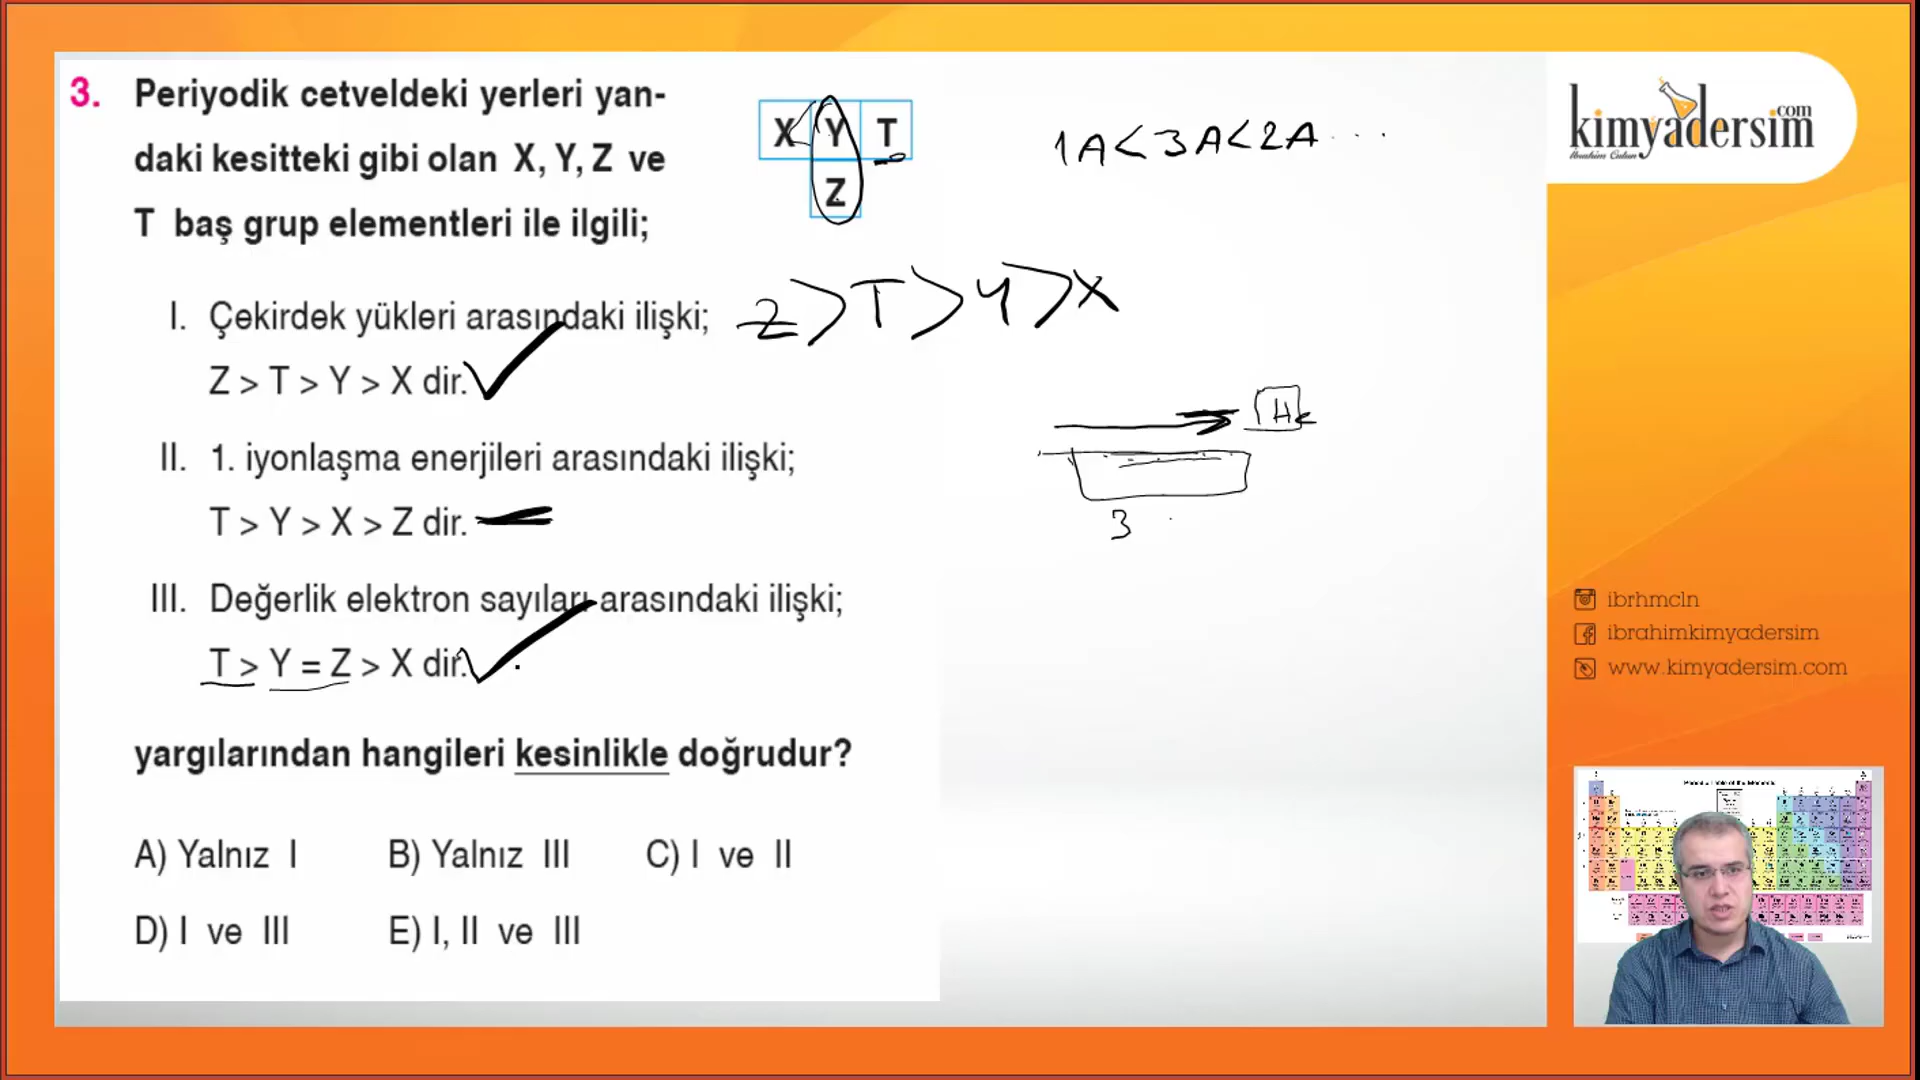 3. Periyodik cetveldeki yerleri yan-
daki kesitteki gibi olan X, Y, Z ve
T baş grup elementleri ile ilgili;
X Y T
Z
1A<3A<2A...
I. Çekirdek yükleri arasındaki ilişki;
Z > T > Y > X dir.
Z>T>Y>X
II. 1. iyonlaşma enerjileri arasındaki ilişki;
T > Y > X > Z dir.
3
III. Değerlik elektron sayıları arasındaki ilişki;
T > Y = Z > X dir.
yargılarından hangileri kesinlikle doğrudur?
A) Yalnız I B) Yalnız III C) I ve II
D) I ve III E) I, II ve III
kimyadersim.com
İbrahim Çulun
ibrhmcln
ibrahimkimyadersim
www.kimyadersim.com